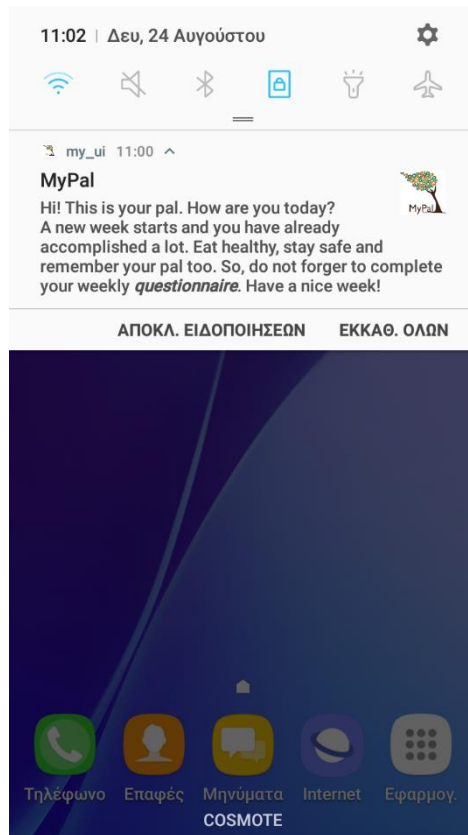 11:02 | Δευ, 24 Αυγούστου
my_ui 11:00
MyPal
Hi! This is your pal. How are you today?
A new week starts and you have already
accomplished a lot. Eat healthy, stay safe and
remember your pal too. So, do not forger to complete
your weekly questionnaire. Have a nice week!
MyPal
ΑΠΟΚΛ. ΕΙΔΟΠΟΙΗΣΕΩΝ ΕΚΚΑΘ. ΟΛΩΝ
Τηλέφωνο Επαφές Μηνύματα Internet Εφαρμογ.
COSMOTE